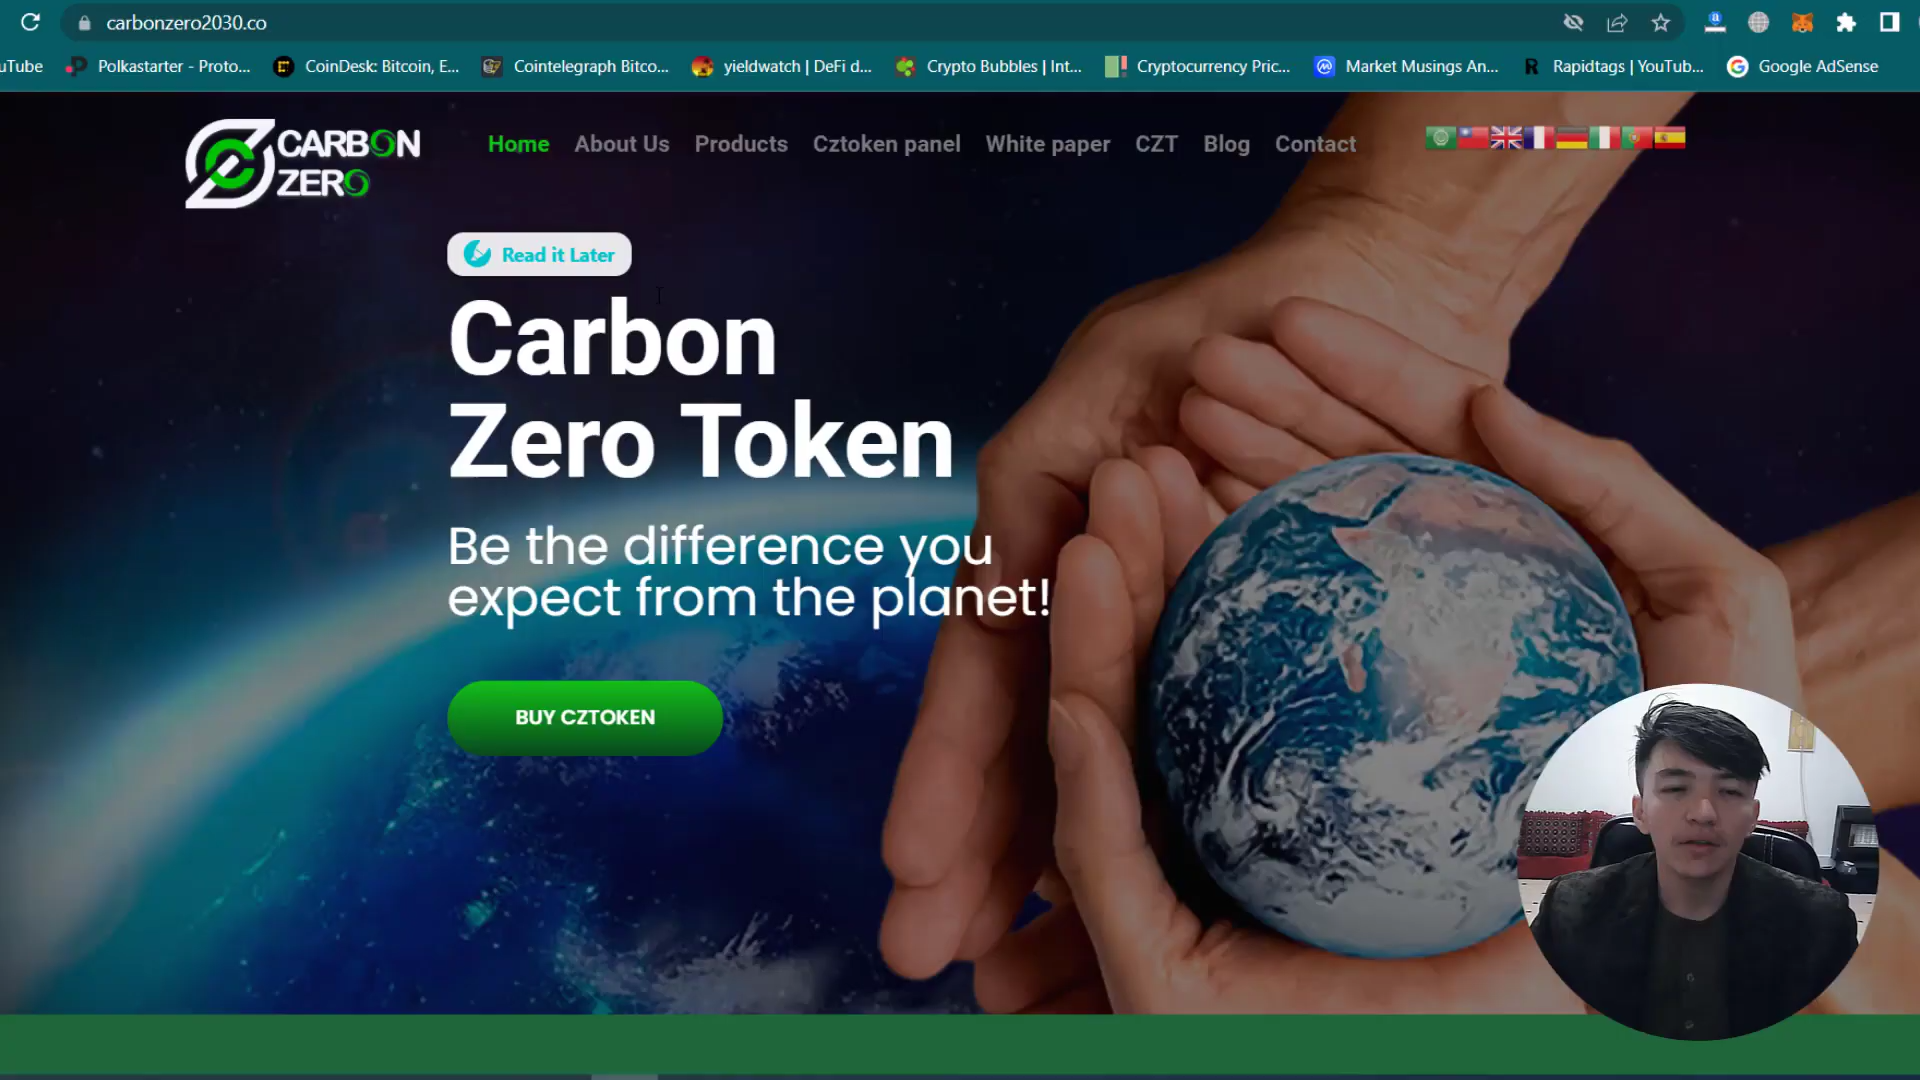 carbonzero2030.co
uTube
Polkastarter - Proto...
CoinDesk: Bitcoin, E...
Cointelegraph Bitco...
yieldwatch | DeFi d...
Crypto Bubbles | Int...
Cryptocurrency Pric...
Market Musings An...
Rapidtags | YouTub...
Google AdSense
CARBON
ZERO
Home
About Us
Products
Cztoken panel
White paper
CZT
Blog
Contact
Read it Later
Carbon
Zero Token
Be the difference you
expect from the planet!
BUY CZTOKEN